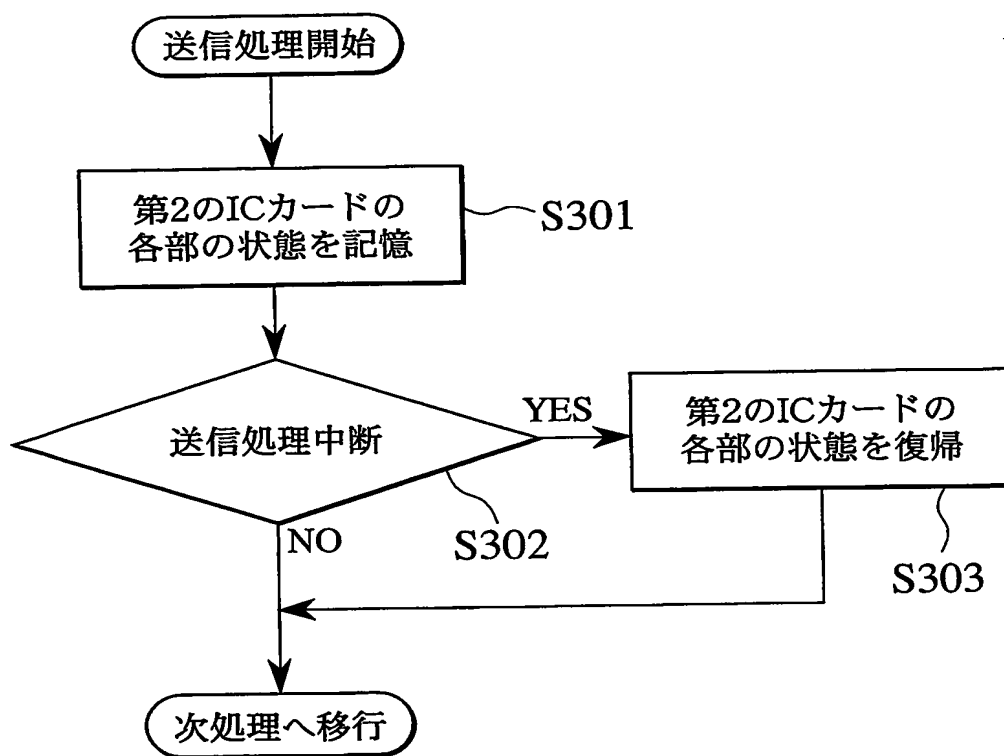 送信処理開始
第2のICカードの
各部の状態を記憶
S301
送信処理中断
YES
NO
S302
第2のICカードの
各部の状態を復帰
S303
次処理へ移行